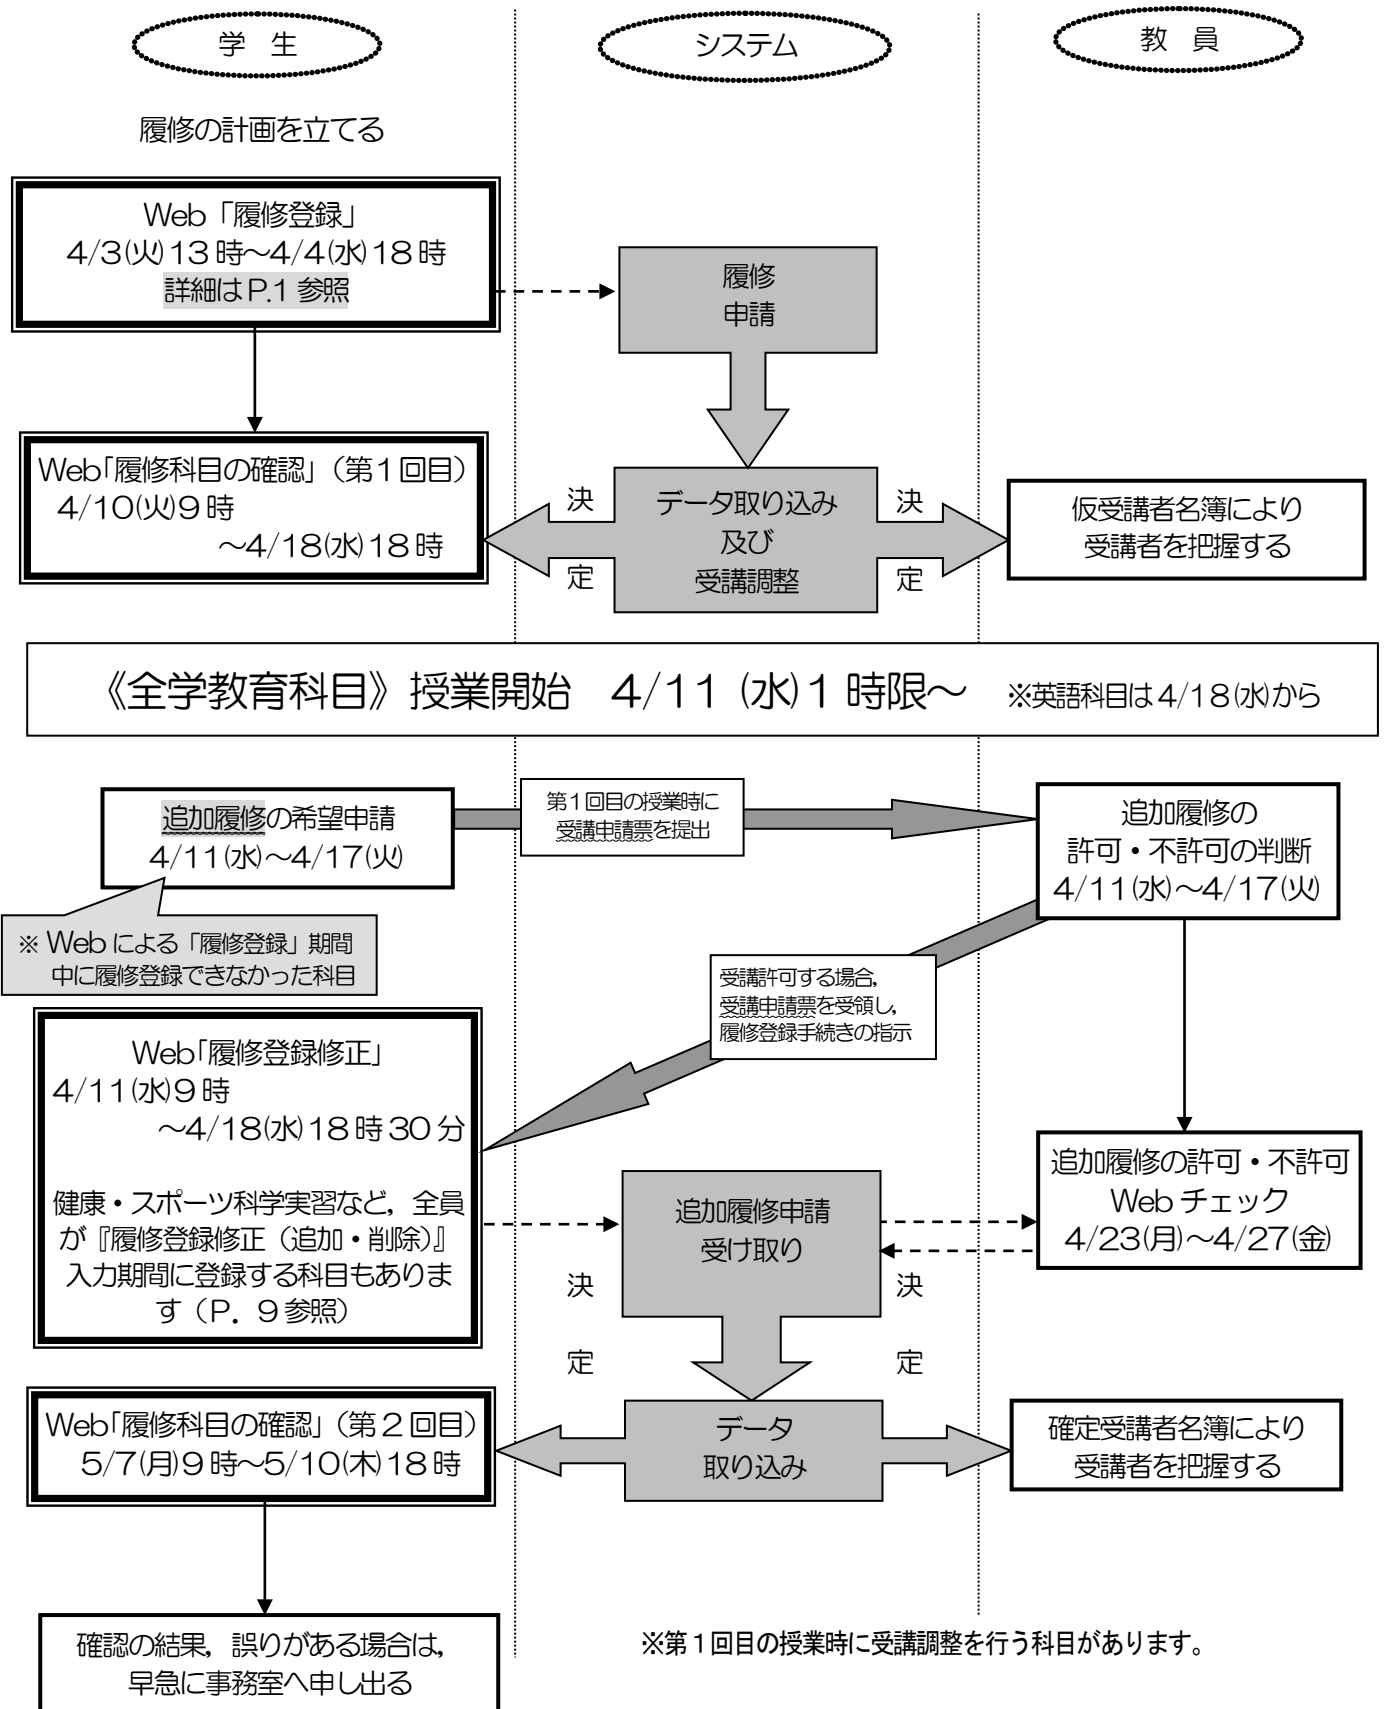 学 生
システム
教 員
履修の計画を立てる
Web「履修登録」
4/3(火)13時～4/4(水)18時
詳細はP.1参照
履修
申請
Web「履修科目の確認」(第1回目)
4/10(火)9時
～4/18(水)18時
決
定
データ取り込み
及び
受講調整
決
定
仮受講者名簿により
受講者を把握する
《全学教育科目》授業開始 4/11(水)1時限～ ※英語科目は4/18(水)から
追加履修の希望申請
4/11(水)～4/17(火)
第1回目の授業時に
受講申請票を提出
追加履修の
許可・不許可の判断
4/11(水)～4/17(火)
※Webによる「履修登録」期間
中に履修登録できなかった科目
受講許可する場合,
受講申請票を受領し,
履修登録手続きの指示
Web「履修登録修正」
4/11(水)9時
～4/18(水)18時30分
健康・スポーツ科学実習など, 全員
が『履修登録修正(追加・削除)』
入力期間に登録する科目もありま
す(P. 9参照)
追加履修申請
受け取り
追加履修の許可・不許可
Webチェック
4/23(月)～4/27(金)
決
定
決
定
Web「履修科目の確認」(第2回目)
5/7(月)9時～5/10(木)18時
データ
取り込み
確定受講者名簿により
受講者を把握する
確認の結果, 誤りがある場合は,
早急に事務室へ申し出る
※第1回目の授業時に受講調整を行う科目があります。